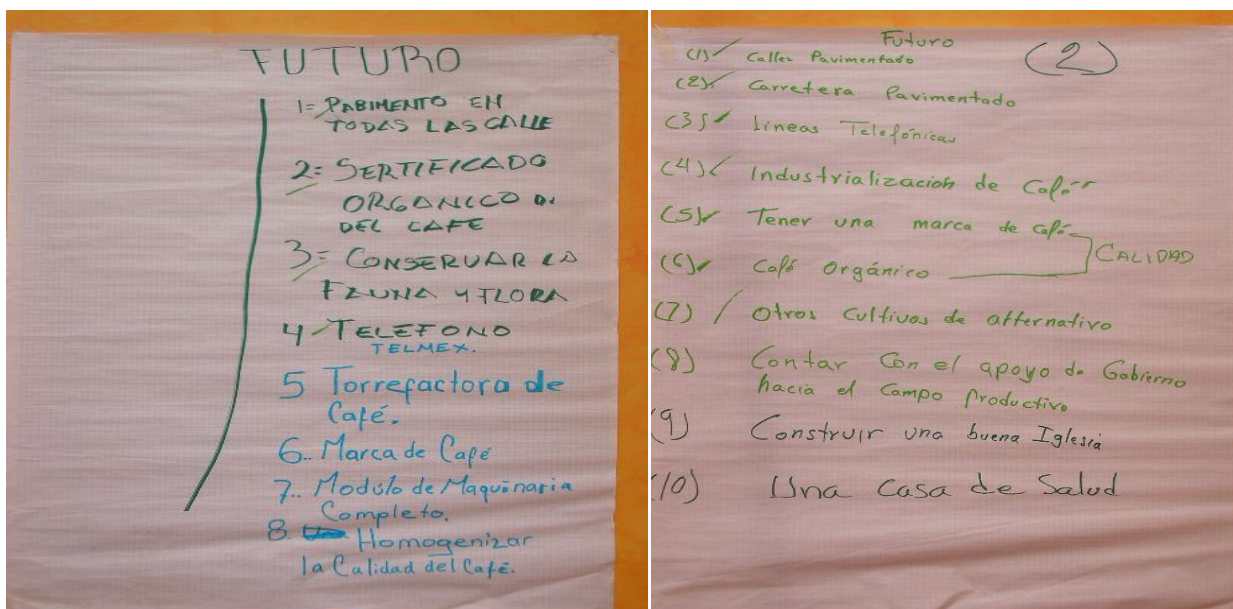 FUTURO
1= PABIMENTO EN
TODAS LAS CALLE
2= SERTIFICADO
ORGANICO
DEL CAFE
3= CONSERVAR LA
FAUNA Y FLORA
4 TELEFONO
TELMEX.
5 Torrefactora de
Café.
6.. Marca de Café
7.. Modúlo de Maquinaria
Completo.
8. Homogenizar
la Calidad del Café.
Futuro
(2)
(1) Calles Pavimentado
(2) Carretera Pavimentado
(3) Lineas Telefónicas
(4) Industrialización de Café
(5) Tener una marca de café
CALIDAD
(6) Café Orgánico
(7) Otros Cultivos de alternativo
(8) Contar Con el apoyo de Gobierno
hacia el Campo Productivo
(9) Construir una buena Iglesia
(10) Una Casa de Salud